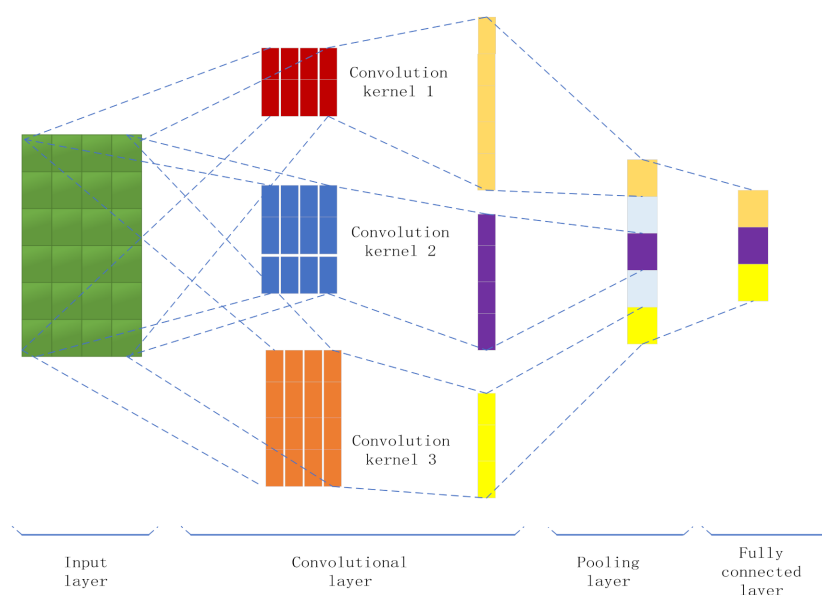 Convolution
kernel 1
Convolution
kernel 2
Convolution
kernel 3
Input
layer
Convolutional
layer
Pooling
layer
Fully
connected
layer